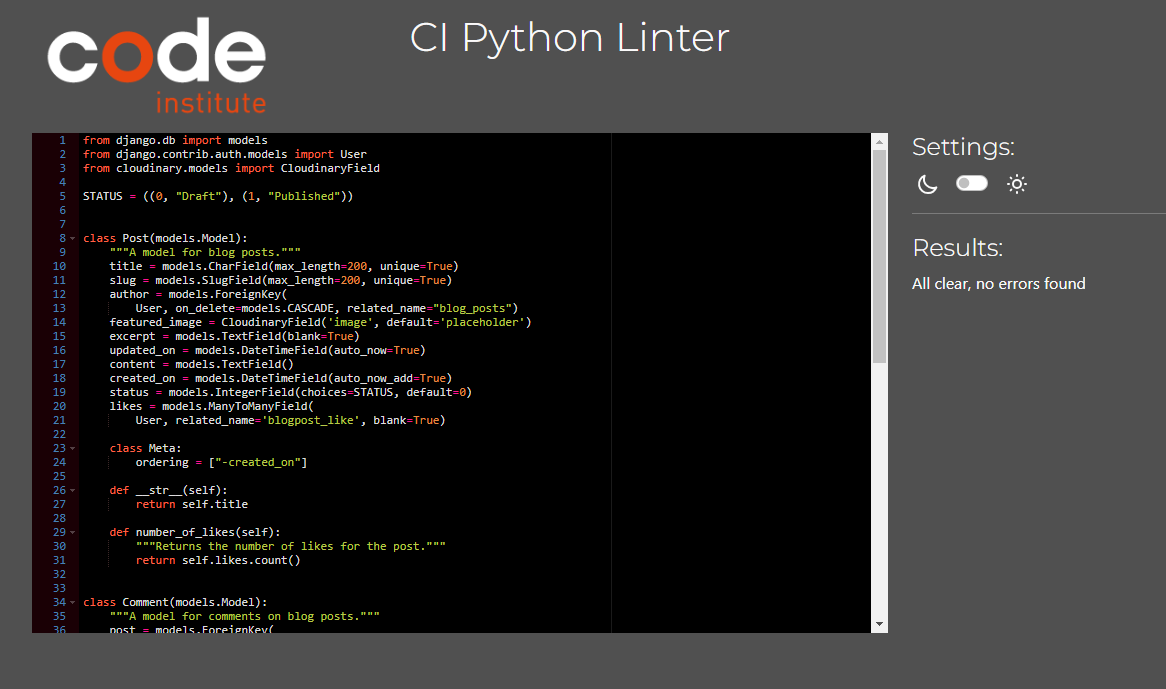 code
institute
CI Python Linter
1 from django.db import models
2 from django.contrib.auth.models import User
3 from cloudinary.models import CloudinaryField
4
5 STATUS = ((0, "Draft"), (1, "Published"))
6
7
8 class Post(models.Model):
9     """A model for blog posts."""
10     title = models.CharField(max_length=200, unique=True)
11     slug = models.SlugField(max_length=200, unique=True)
12     author = models.ForeignKey(
13         User, on_delete=models.CASCADE, related_name="blog_posts")
14     featured_image = CloudinaryField('image', default='placeholder')
15     excerpt = models.TextField(blank=True)
16     updated_on = models.DateTimeField(auto_now=True)
17     content = models.TextField()
18     created_on = models.DateTimeField(auto_now_add=True)
19     status = models.IntegerField(choices=STATUS, default=0)
20     likes = models.ManyToManyField(
21         User, related_name='blogpost_like', blank=True)
22
23     class Meta:
24         ordering = ["-created_on"]
25
26     def __str__(self):
27         return self.title
28
29     def number_of_likes(self):
30         """Returns the number of likes for the post."""
31         return self.likes.count()
32
33
34 class Comment(models.Model):
35     """A model for comments on blog posts."""
36     post = models.ForeignKey(
Settings:
Results:
All clear, no errors found